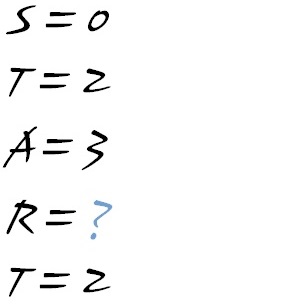 S = 0
T = 2
A = 3
R = ?
T = 2